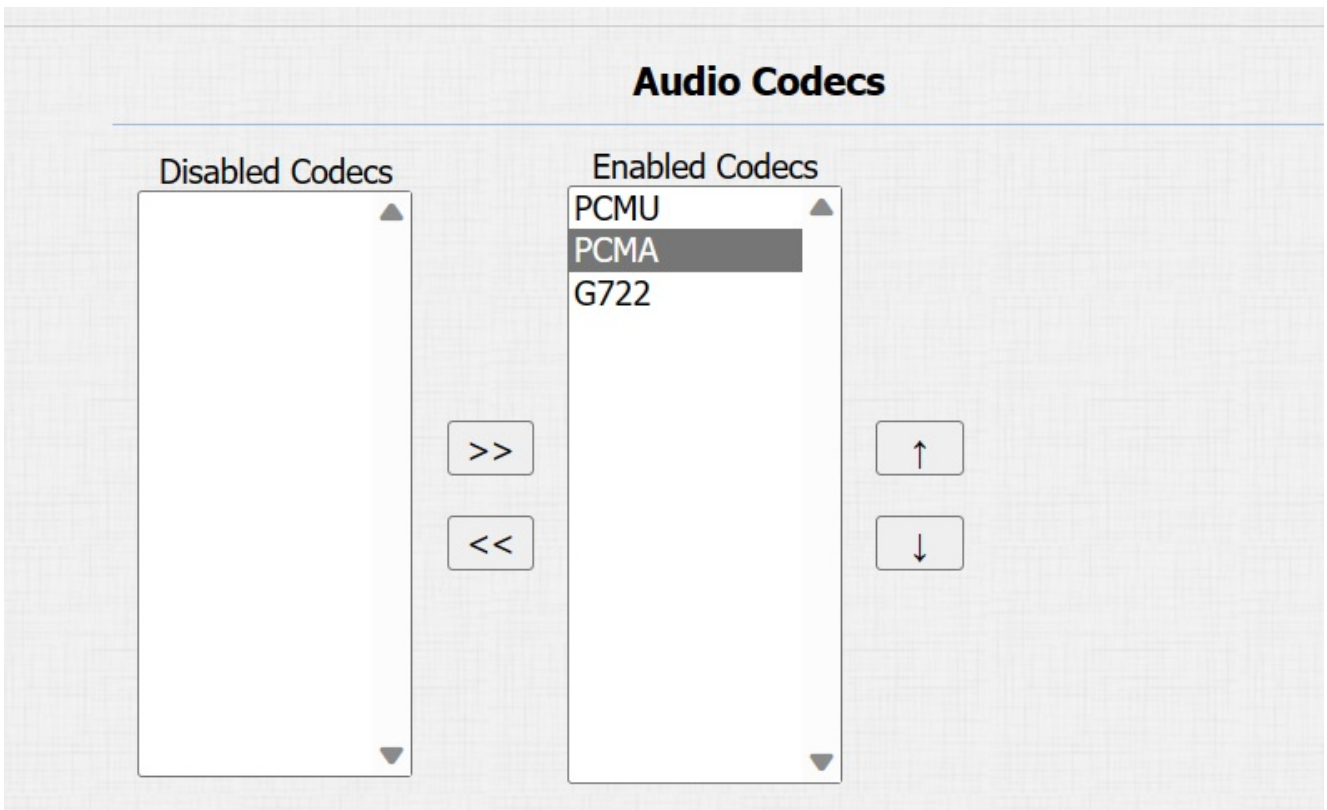 Audio Codecs
Disabled Codecs
Enabled Codecs
PCMU
PCMA
G722
>>
<<
↑
↓